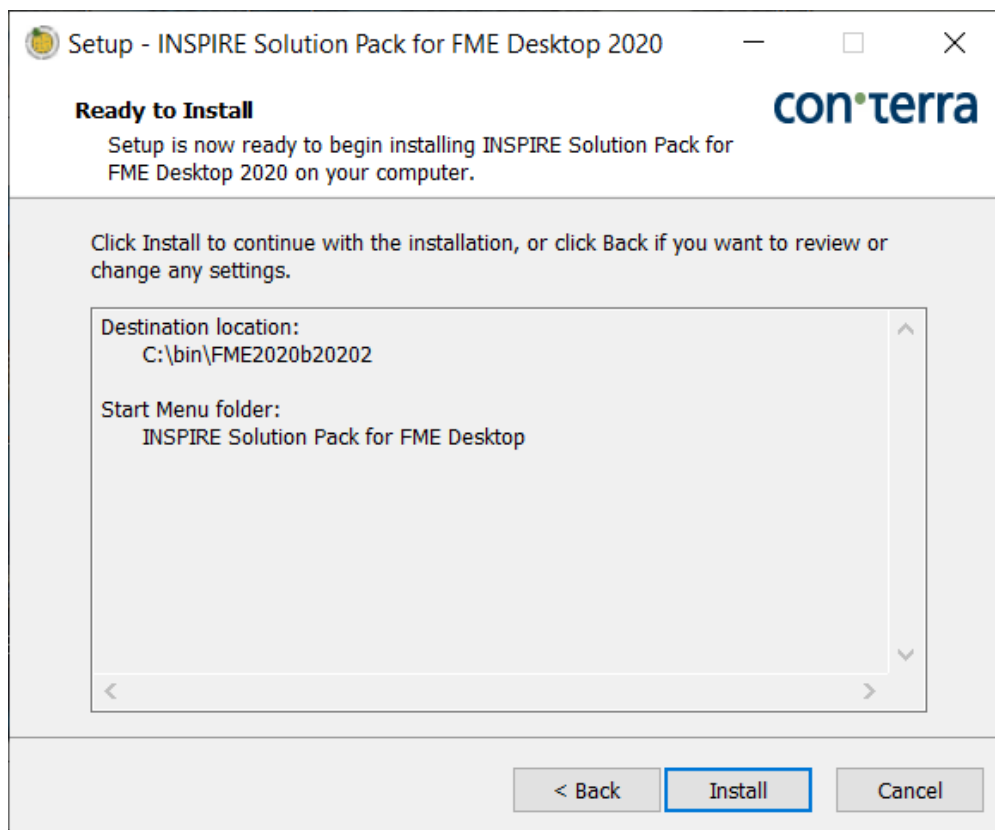 Setup - INSPIRE Solution Pack for FME Desktop 2020
con terra
Ready to Install
Setup is now ready to begin installing INSPIRE Solution Pack for
FME Desktop 2020 on your computer.
Click Install to continue with the installation, or click Back if you want to review or
change any settings.
Destination location:
C:\bin\FME2020b20202
Start Menu folder:
INSPIRE Solution Pack for FME Desktop
< Back
Install
Cancel